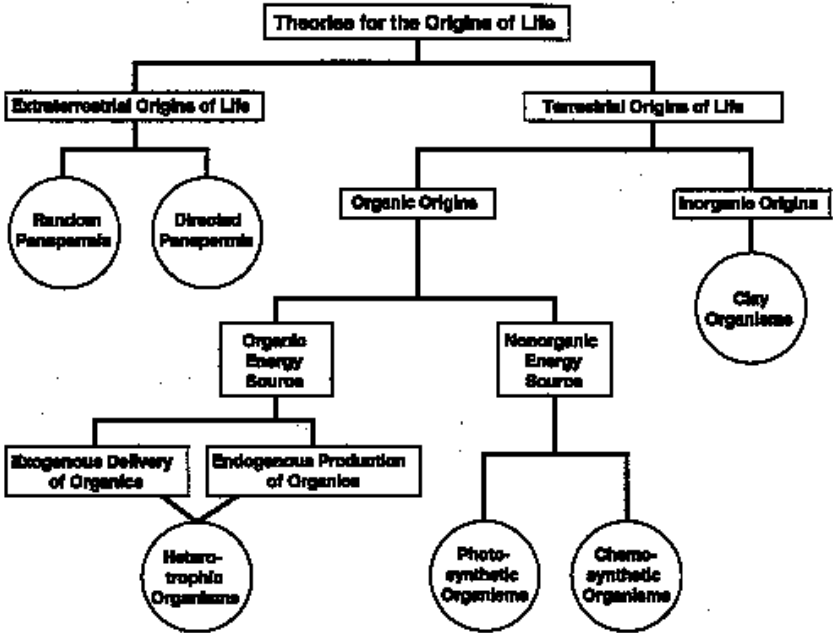 Theories for the Origins of Life
Extraterrestrial Origins of Life
Terrestrial Origins of Life
Organic Origins
Inorganic Origins
Random
Panspermia
Directed
Panspermia
Clay
Organisms
Organic
Energy
Source
Nonorganic
Energy
Source
Exogenous Delivery
of Organics
Endogenous Production
of Organics
Hetero-
trophic
Organisms
Photo-
synthetic
Organisms
Chemo-
synthetic
Organisms